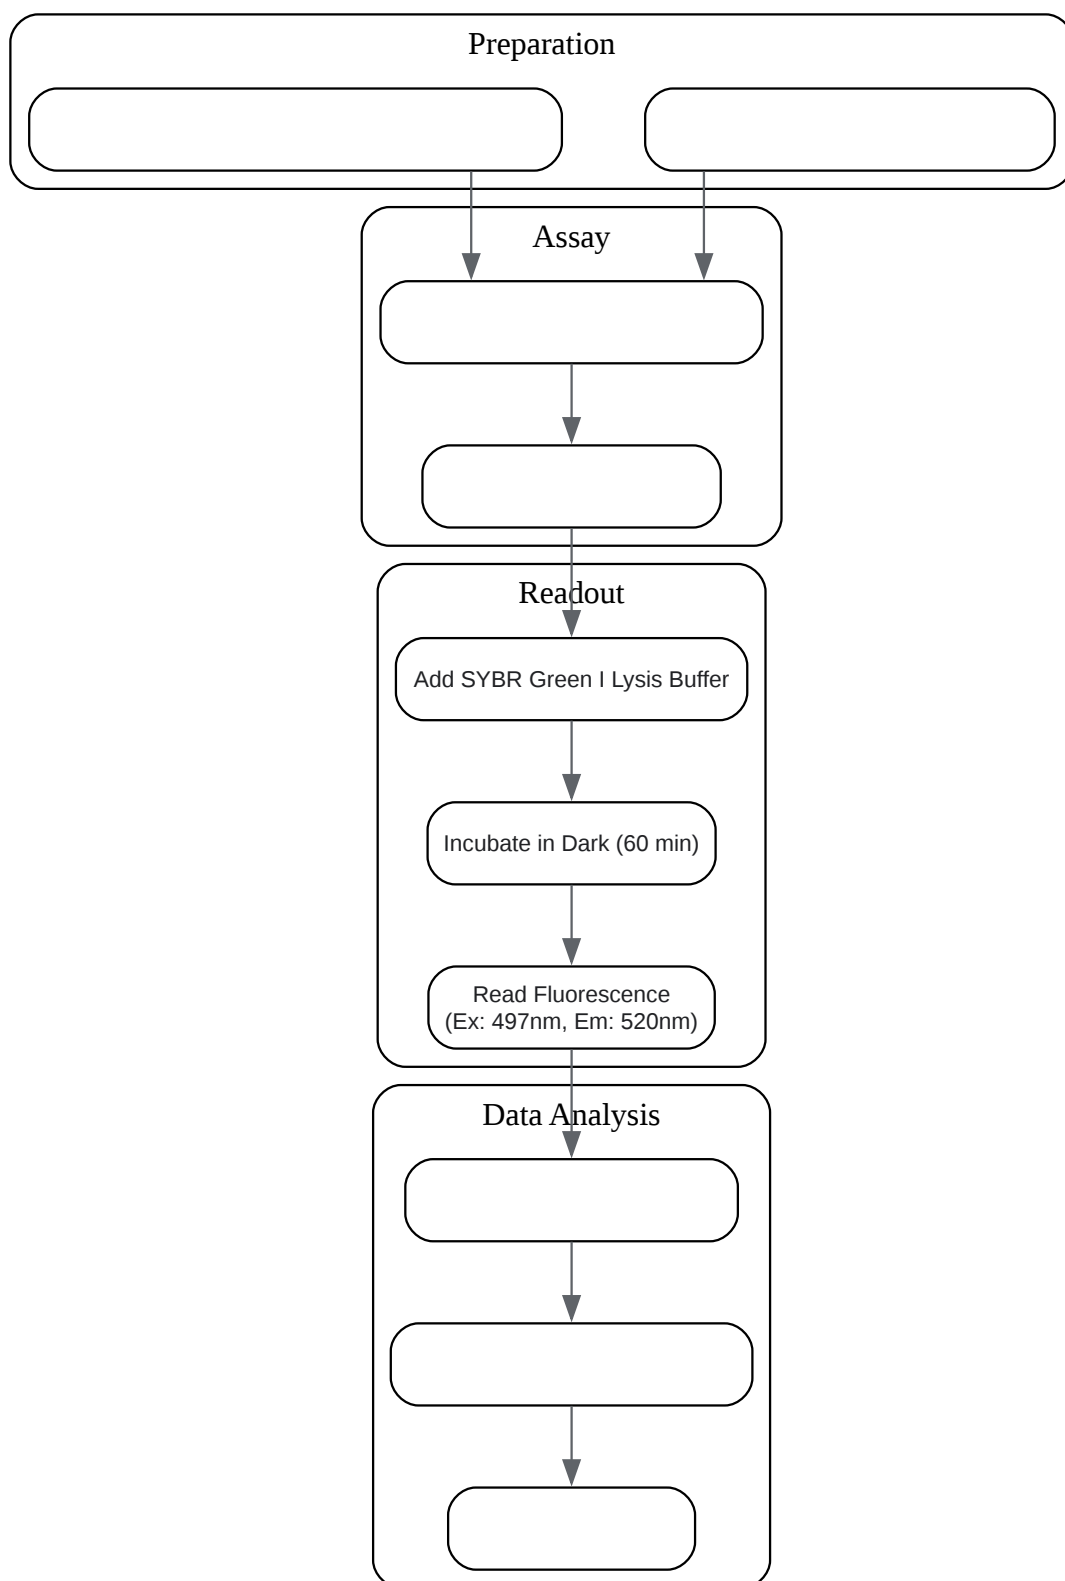 Preparation
Assay
Readout
Add SYBR Green I Lysis Buffer
Incubate in Dark (60 min)
Read Fluorescence
(Ex: 497nm, Em: 520nm)
Data Analysis